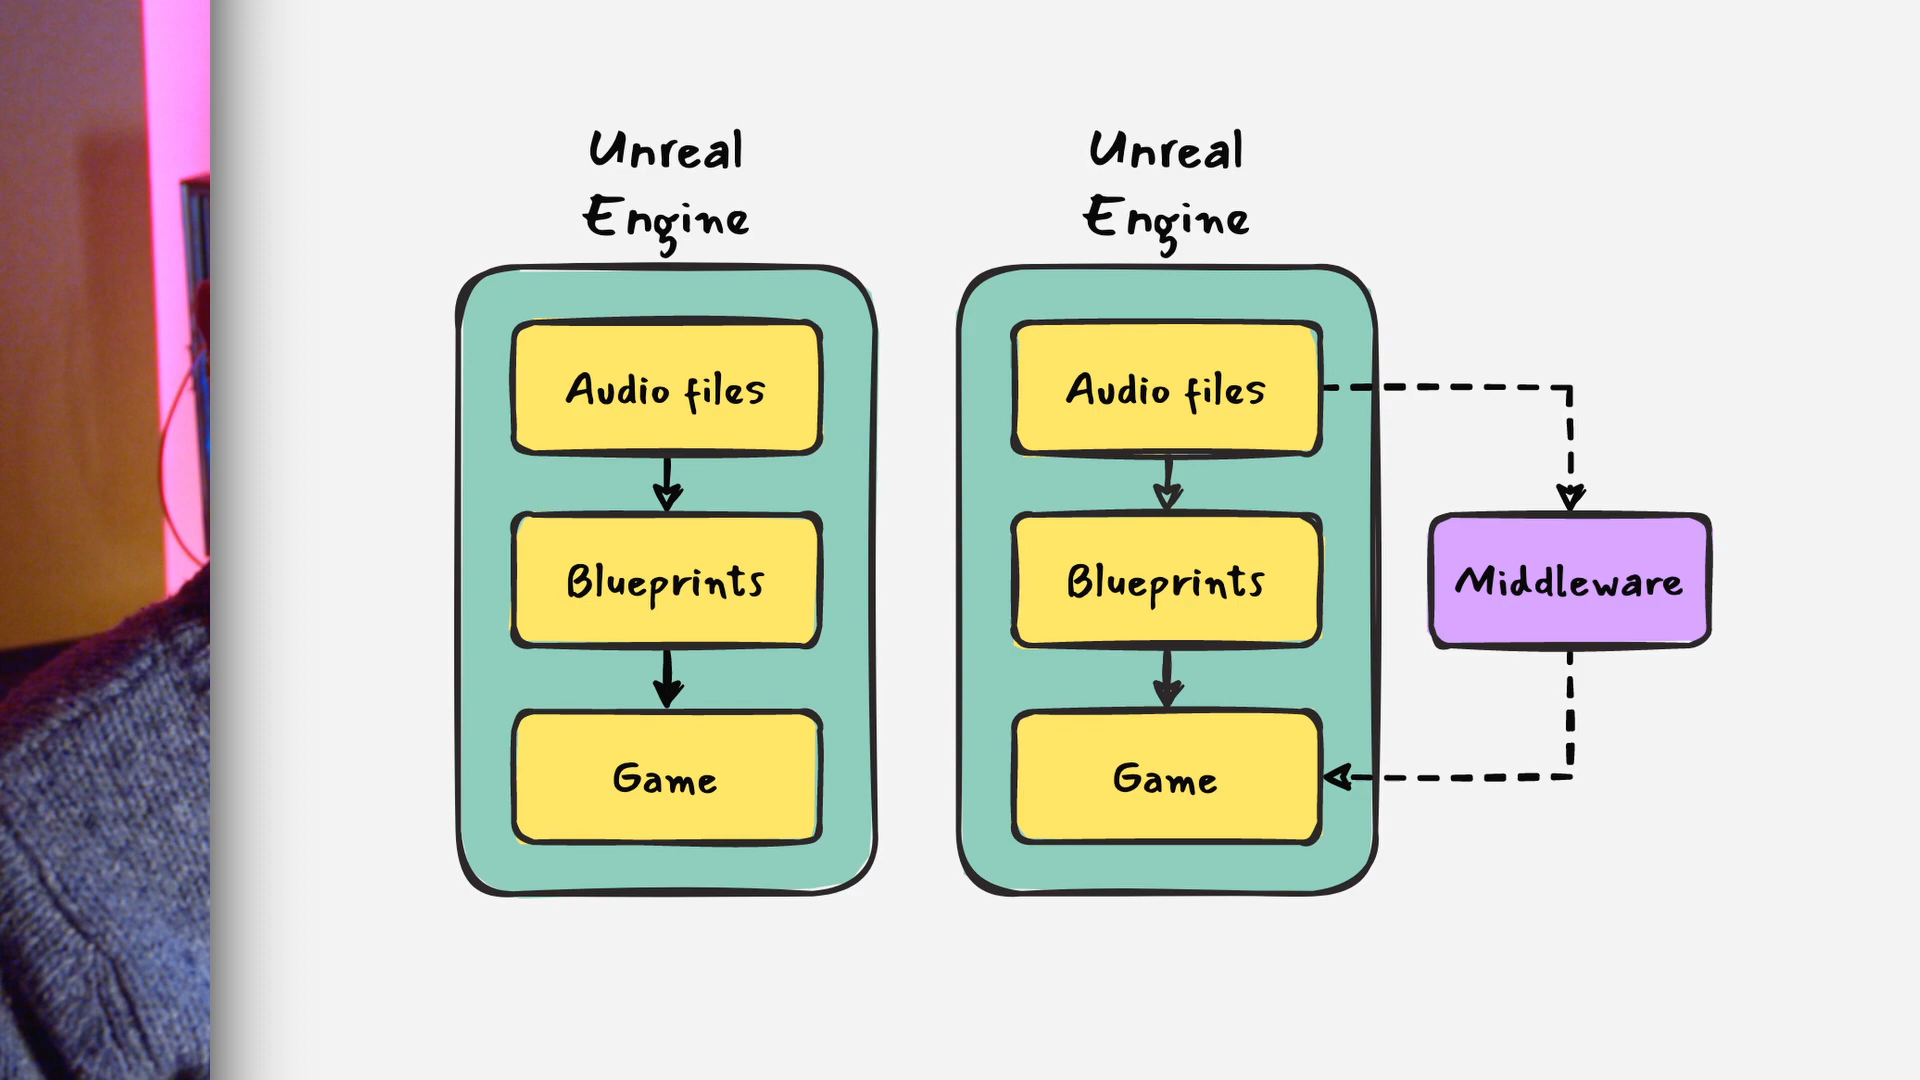 Unreal
Engine
Audio files
Blueprints
Game
Unreal
Engine
Audio files
Blueprints
Game
Middleware